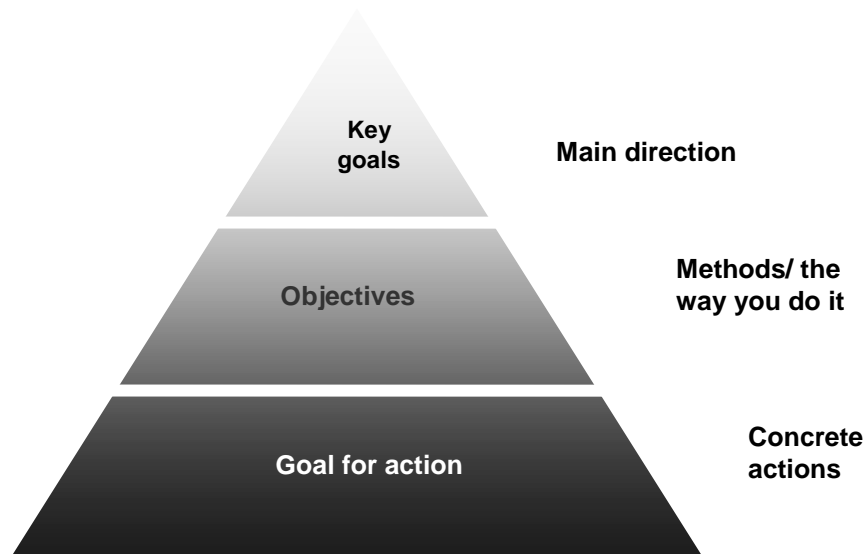 Key
goals
Main direction
Objectives
Methods/ the
way you do it
Goal for action
Concrete
actions